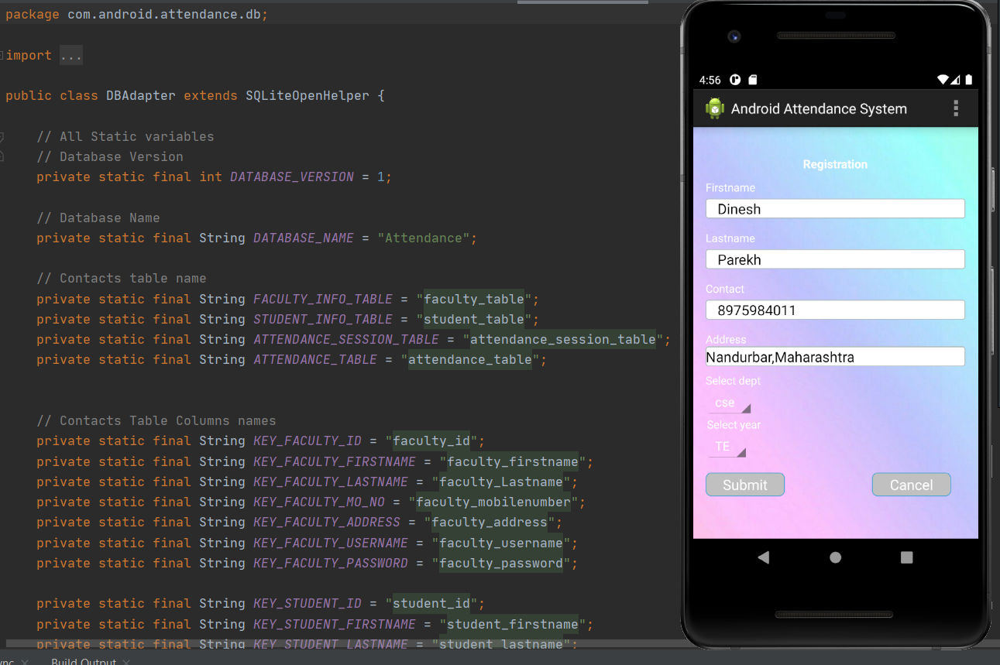 package com.android.attendance.db;
import ...
public class DBAdapter extends SQLiteOpenHelper {
// All Static variables
// Database Version
private static final int DATABASE_VERSION = 1;
// Database Name
private static final String DATABASE_NAME = "Attendance";
// Contacts table name
private static final String FACULTY_INFO_TABLE = "faculty_table";
private static final String STUDENT_INFO_TABLE = "student_table";
private static final String ATTENDANCE_SESSION_TABLE = "attendance_session_table";
private static final String ATTENDANCE_TABLE = "attendance_table";
// Contacts Table Columns names
private static final String KEY_FACULTY_ID = "faculty_id";
private static final String KEY_FACULTY_FIRSTNAME = "faculty_firstname";
private static final String KEY_FACULTY_LASTNAME = "faculty_Lastname";
private static final String KEY_FACULTY_MO_NO = "faculty_mobilenumber";
private static final String KEY_FACULTY_ADDRESS = "faculty_address";
private static final String KEY_FACULTY_USERNAME = "faculty_username";
private static final String KEY_FACULTY_PASSWORD = "faculty_password";
private static final String KEY_STUDENT_ID = "student_id";
private static final String KEY_STUDENT_FIRSTNAME = "student_firstname";
private static final String KEY_STUDENT_LASTNAME = "student_lastname";
Build Output
4:56
Android Attendance System
Registration
Firstname
Dinesh
Lastname
Parekh
Contact
8975984011
Address
Nandurbar,Maharashtra
Select dept
cse
Select year
TE
Submit Cancel